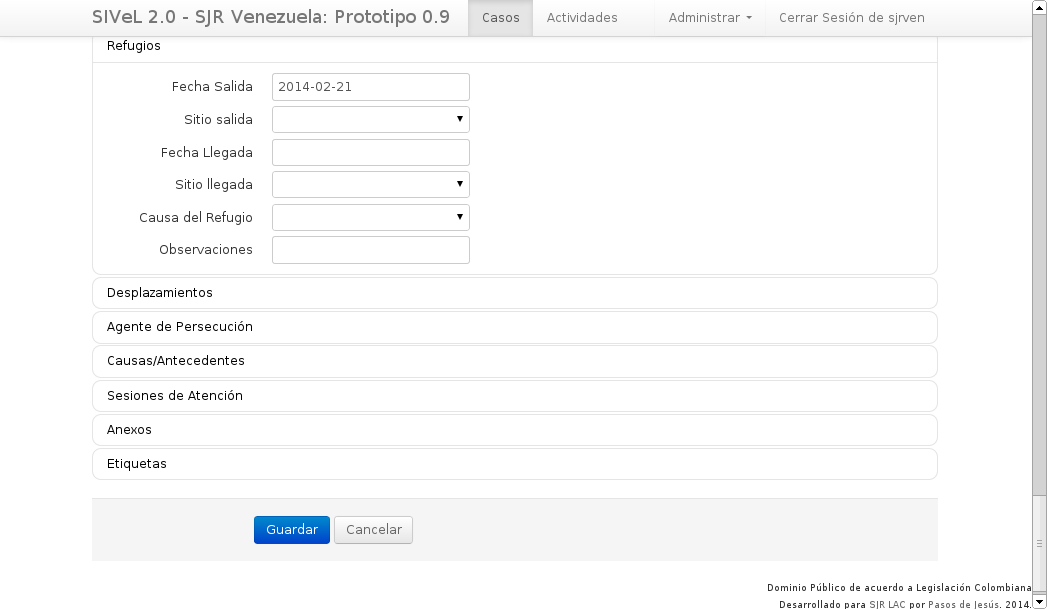 SIVeL 2.0 - SJR Venezuela: Prototipo 0.9 Casos Actividades Administrar Cerrar Sesión de sjrven
Refugios
Fecha Salida 2014-02-21
Sitio salida
Fecha Llegada
Sitio llegada
Causa del Refugio
Observaciones
Desplazamientos
Agente de Persecución
Causas/Antecedentes
Sesiones de Atención
Anexos
Etiquetas
Guardar Cancelar
Dominio Público de acuerdo a Legislación Colombiana
Desarrollado para SJR LAC por Pasos de Jesús. 2014.